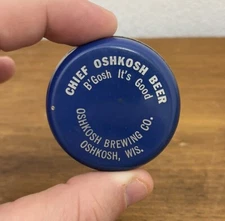 CHIEF OSHKOSH BEER
B'Gosh It's Good
OSHKOSH BREWING CO.
OSHKOSH, WIS.